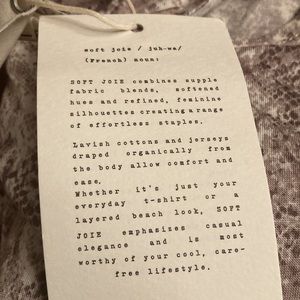 soft joie / juh-wa/
(French) noun:
SOFT JOIE combines supple
fabric blends, softened
hues and refined, feminine
silhouettes creating a range
of effortless staples.
Lavish cottons and jerseys
draped organically from
the body allow comfort and
ease.
Whether it's just your
everyday t-shirt or a
layered beach look, SOFT
JOIE emphasizes casual
elegance and is most
worthy of your cool, care-
free lifestyle.